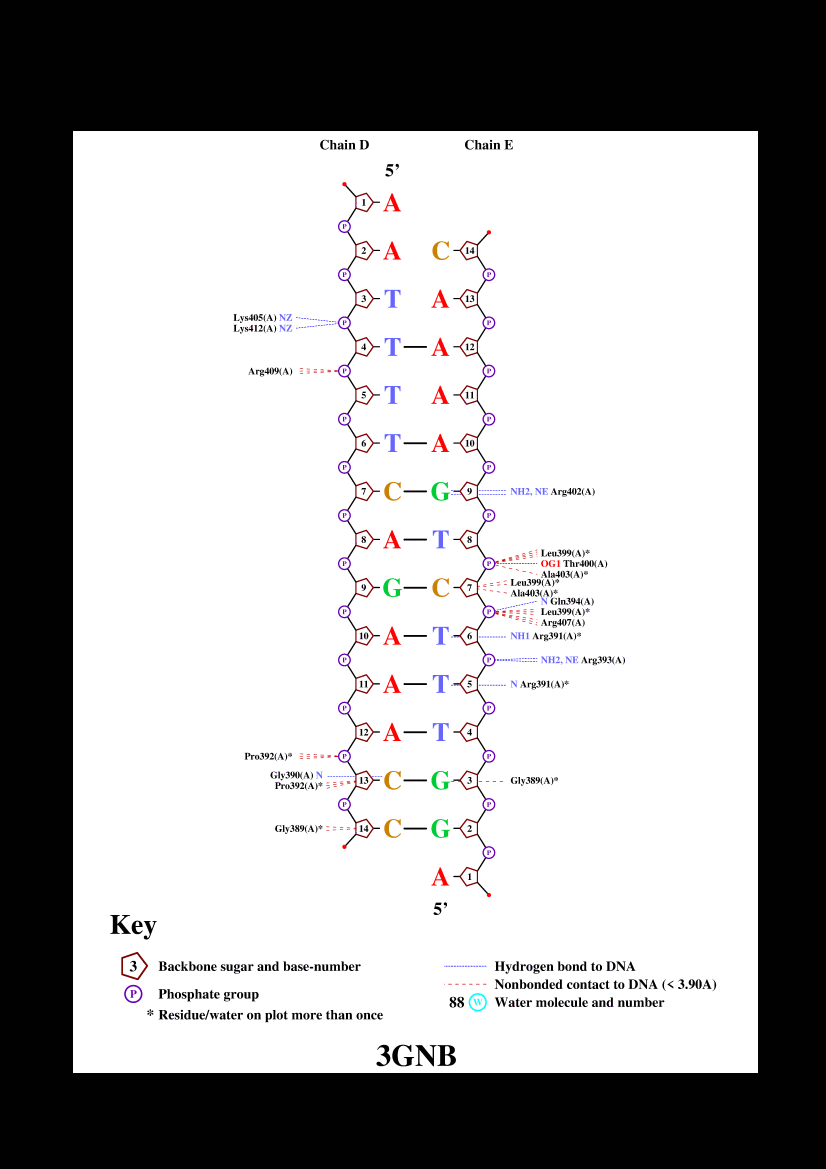 Chain D Chain E
5’
1 A
P
2 A C 14
P P
3 T A 13
Lys405(A) NZ
Lys412(A) NZ
P P
4 T A 12
Arg409(A) P P
5 T A 11
P P
6 T A 10
P P
7 C G 9 NH2, NE Arg402(A)
P P
8 A T 8
Leu399(A)*
P P OG1 Thr400(A)
Ala403(A)*
9 G C 7 Leu399(A)*
Ala403(A)*
N Gln394(A)
P P Leu399(A)*
Arg407(A)
10 A T 6 NH1 Arg391(A)*
P P NH2, NE Arg393(A)
11 A T 5 N Arg391(A)*
P P
12 A T 4
Pro392(A)* P P
Gly390(A) N
13 C G 3 Gly389(A)*
Pro392(A)*
P P
Gly389(A)* 14 C G 2
P
A 1
5’
Key
3 Backbone sugar and base-number
P Phosphate group
* Residue/water on plot more than once
Hydrogen bond to DNA
Nonbonded contact to DNA (< 3.90A)
88 W Water molecule and number
3GNB